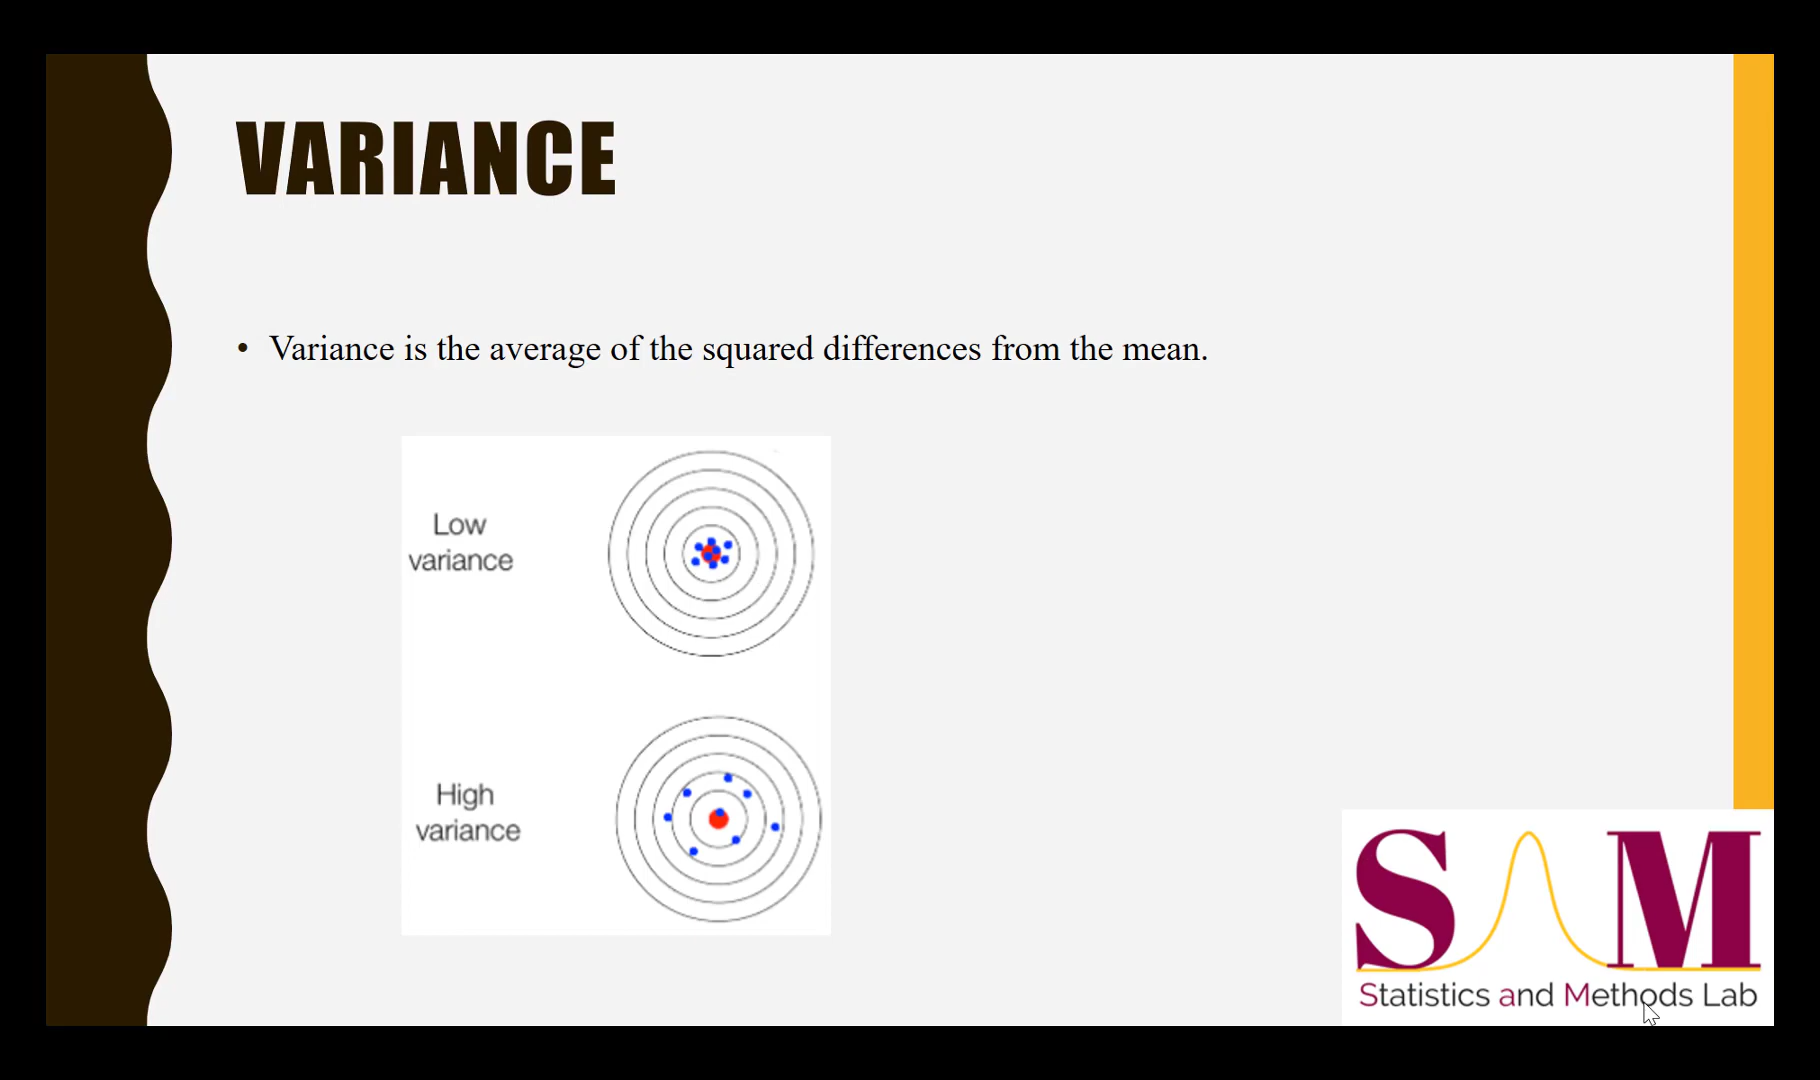 VARIANCE
• Variance is the average of the squared differences from the mean.
Low
variance
High
variance
SAM
Statistics and Methods Lab